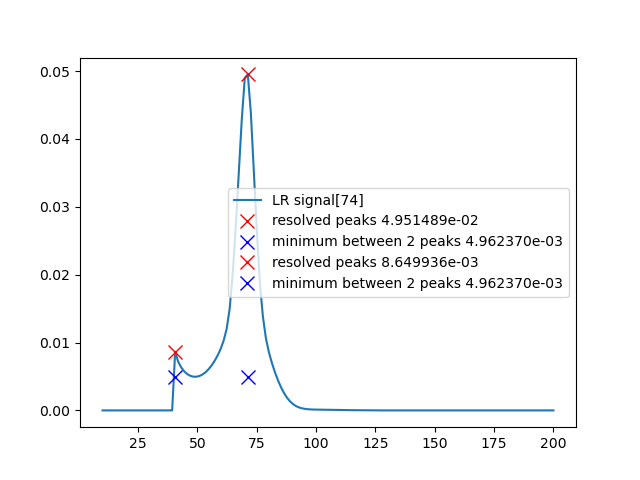 0.05
0.04
0.03
0.02
0.01
0.00
LR signal[74]
resolved peaks 4.951489e-02
minimum between 2 peaks 4.962370e-03
resolved peaks 8.649936e-03
minimum between 2 peaks 4.962370e-03
25 50 75 100 125 150 175 200